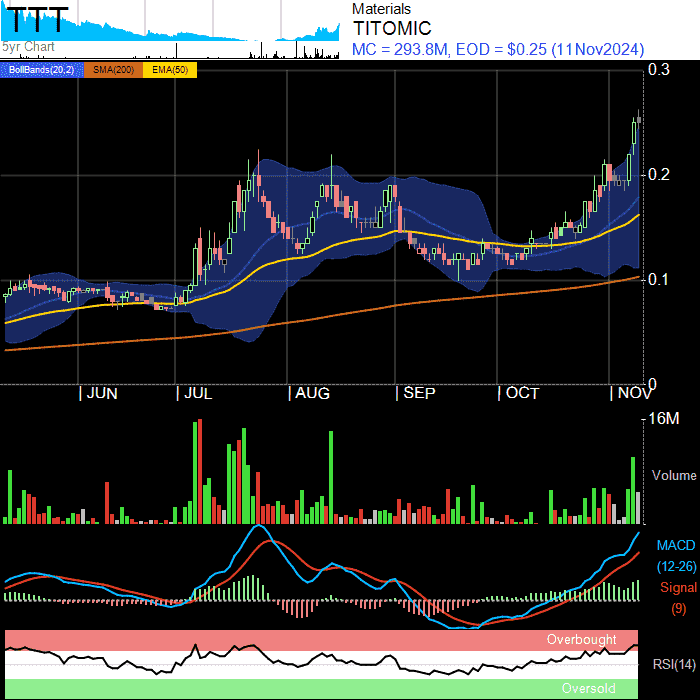 TTT
5yr Chart
Materials
TITOMIC
MC = 293.8M, EOD = $0.25 (11Nov2024)
BollBands(20,2) SMA(200) EMA(50)
0.3
0.2
0.1
0
JUN JUL AUG SEP OCT NOV
16M
Volume
MACD
(12-26)
Signal
(9)
Overbought
RSI(14)
Oversold